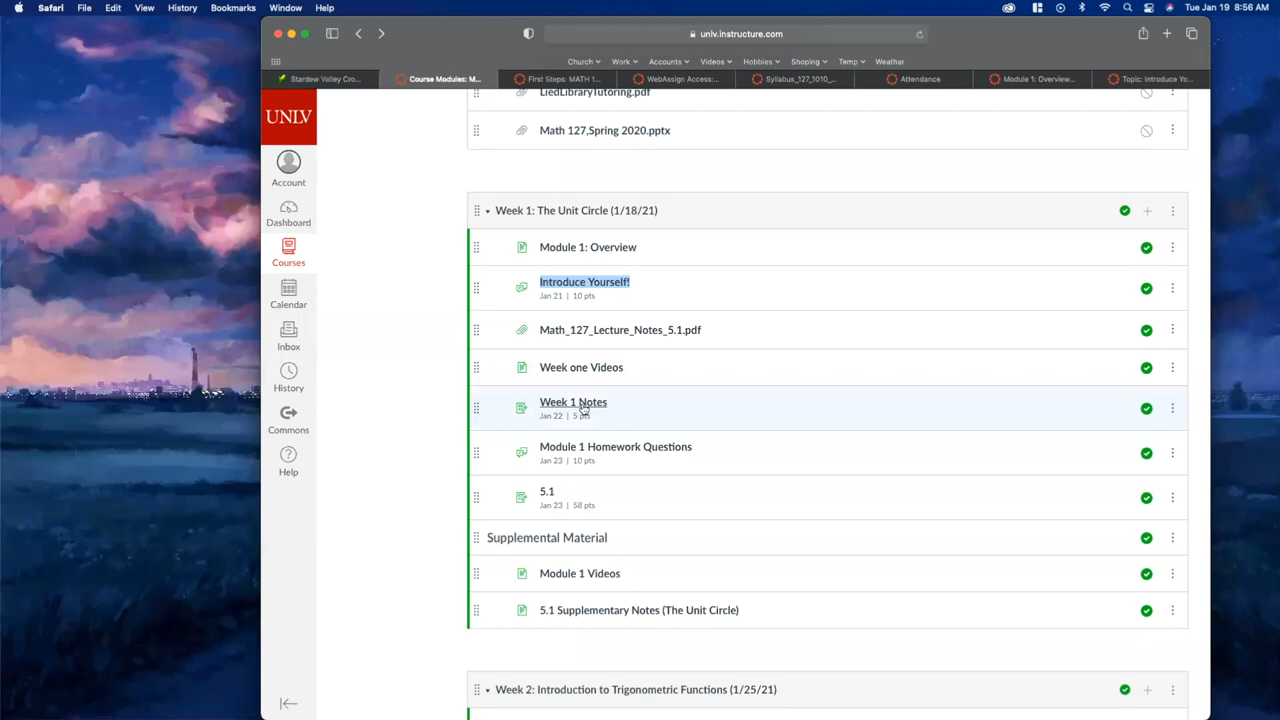 Safari File Edit View History Bookmarks Window Help Tue Jan 19 8:56 AM
unlv.instructure.com
Church Work Accounts Videos Hobbies Shoping Temp Weather
Stardew Valley Cro... Course Modules: M... First Steps: MATH 1... WebAssign Access:... Syllabus_127_1010_... Attendance Module 1: Overview... Topic: Introduce Yo...
UNLV
Account
Dashboard
Courses
Calendar
Inbox
History
Commons
Help
LiedLibraryTutoring.pdf
Math 127,Spring 2020.pptx
Week 1: The Unit Circle (1/18/21)
Module 1: Overview
Introduce Yourself!
Jan 21 | 10 pts
Math_127_Lecture_Notes_5.1.pdf
Week one Videos
Week 1 Notes
Jan 22 | 5 pts
Module 1 Homework Questions
Jan 23 | 10 pts
5.1
Jan 23 | 58 pts
Supplemental Material
Module 1 Videos
5.1 Supplementary Notes (The Unit Circle)
Week 2: Introduction to Trigonometric Functions (1/25/21)